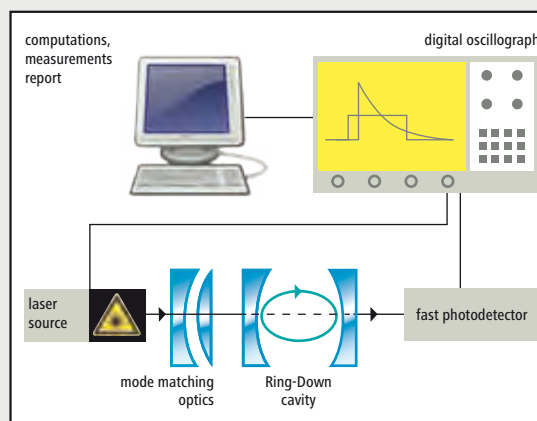 computations,
measurements
report
digital oscillograph
laser
source
fast photodetector
mode matching
optics
Ring-Down
cavity